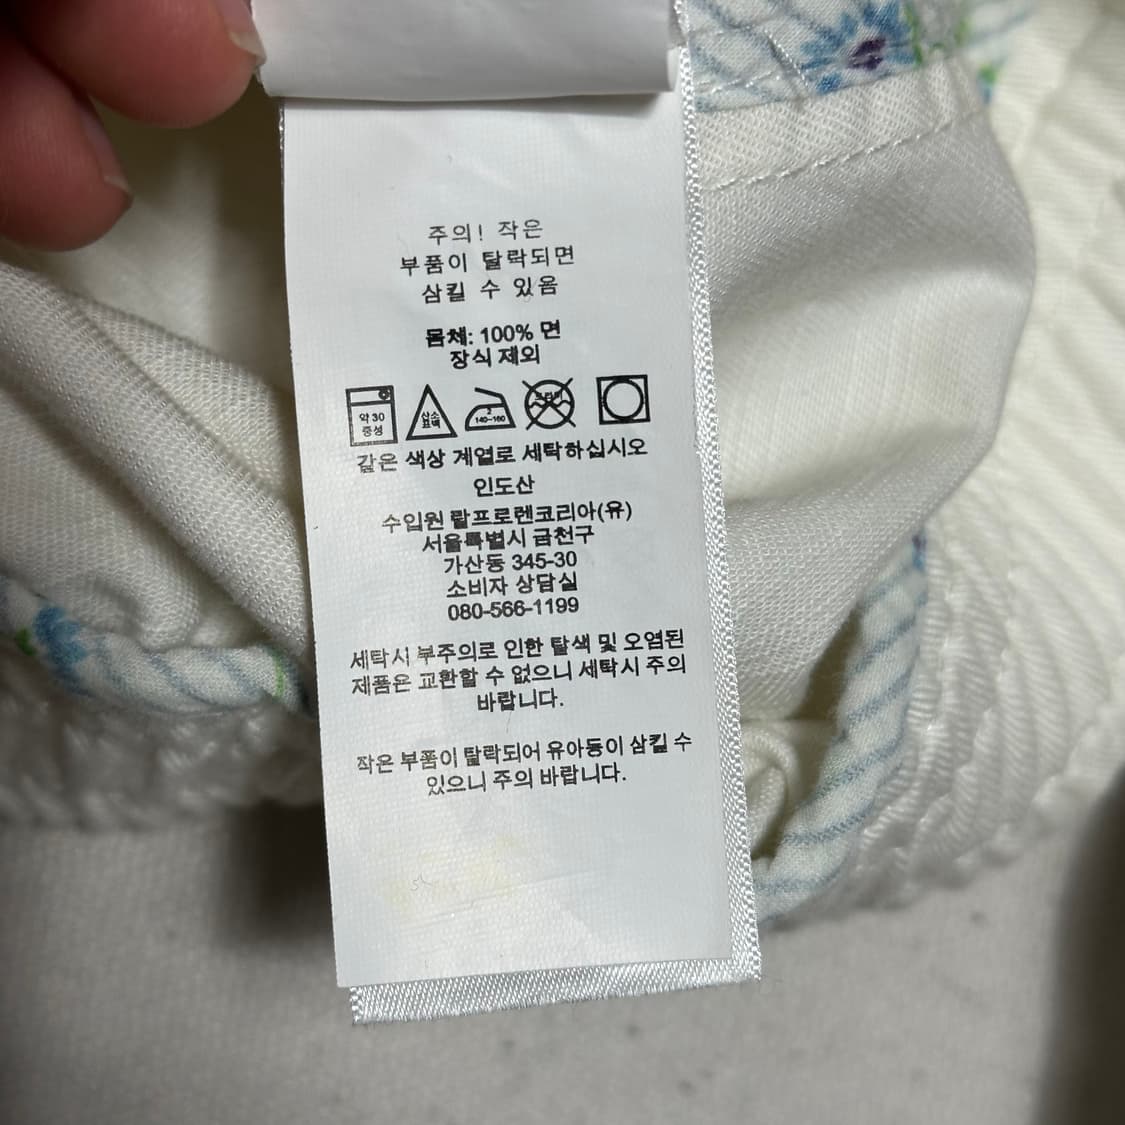 주의! 작은
부품이 탈락되면
삼킬 수 있음
몸체: 100% 면
장식 제외
약 30
중성
산소
표백
2
140~160
드라이
같은 색상 계열로 세탁하십시오
인도산
수입원 랄프로렌코리아(유)
서울특별시 금천구
가산동 345-30
소비자 상담실
080-566-1199
세탁시 부주의로 인한 탈색 및 오염된
제품은 교환할 수 없으니 세탁시 주의
바랍니다.
작은 부품이 탈락되어 유아동이 삼킬 수
있으니 주의 바랍니다.